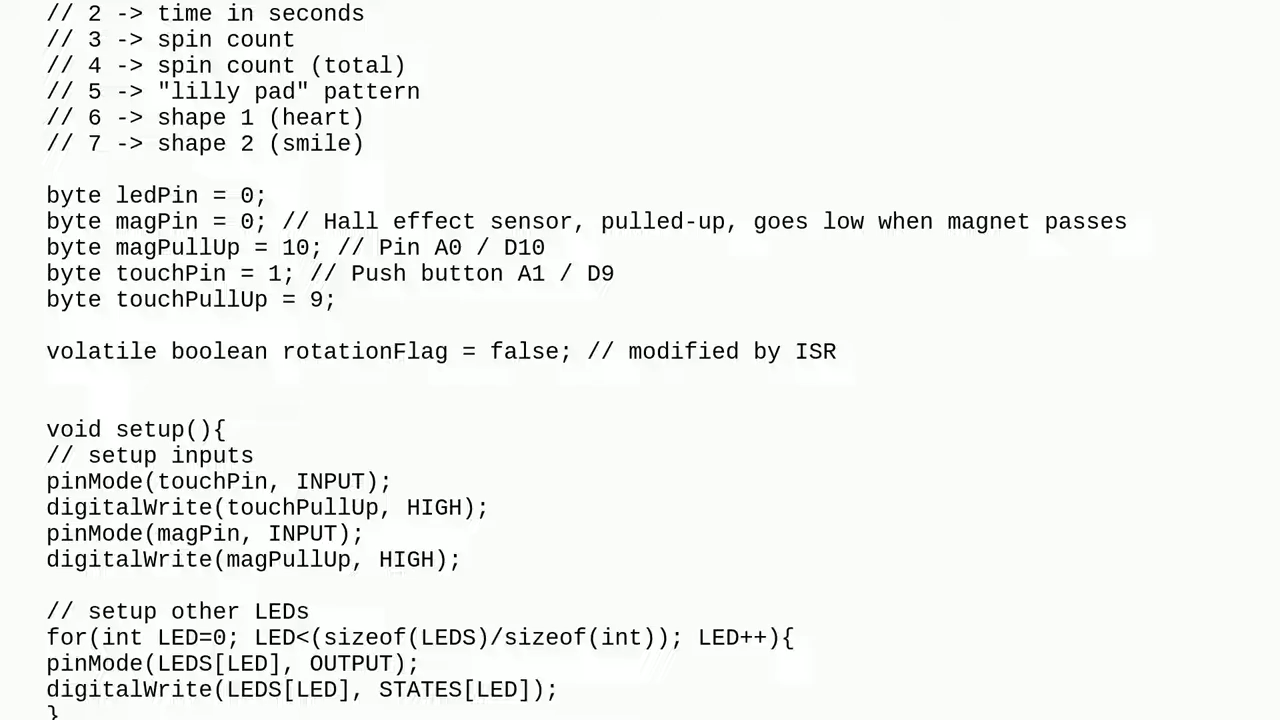 // 2 -> time in seconds
// 3 -> spin count
// 4 -> spin count (total)
// 5 -> "lilly pad" pattern
// 6 -> shape 1 (heart)
// 7 -> shape 2 (smile)
byte ledPin = 0;
byte magPin = 0; // Hall effect sensor, pulled-up, goes low when magnet passes
byte magPullUp = 10; // Pin A0 / D10
byte touchPin = 1; // Push button A1 / D9
byte touchPullUp = 9;
volatile boolean rotationFlag = false; // modified by ISR
void setup(){
// setup inputs
pinMode(touchPin, INPUT);
digitalWrite(touchPullUp, HIGH);
pinMode(magPin, INPUT);
digitalWrite(magPullUp, HIGH);
// setup other LEDs
for(int LED=0; LED<(sizeof(LEDS)/sizeof(int)); LED++){
pinMode(LEDS[LED], OUTPUT);
digitalWrite(LEDS[LED], STATES[LED]);
}